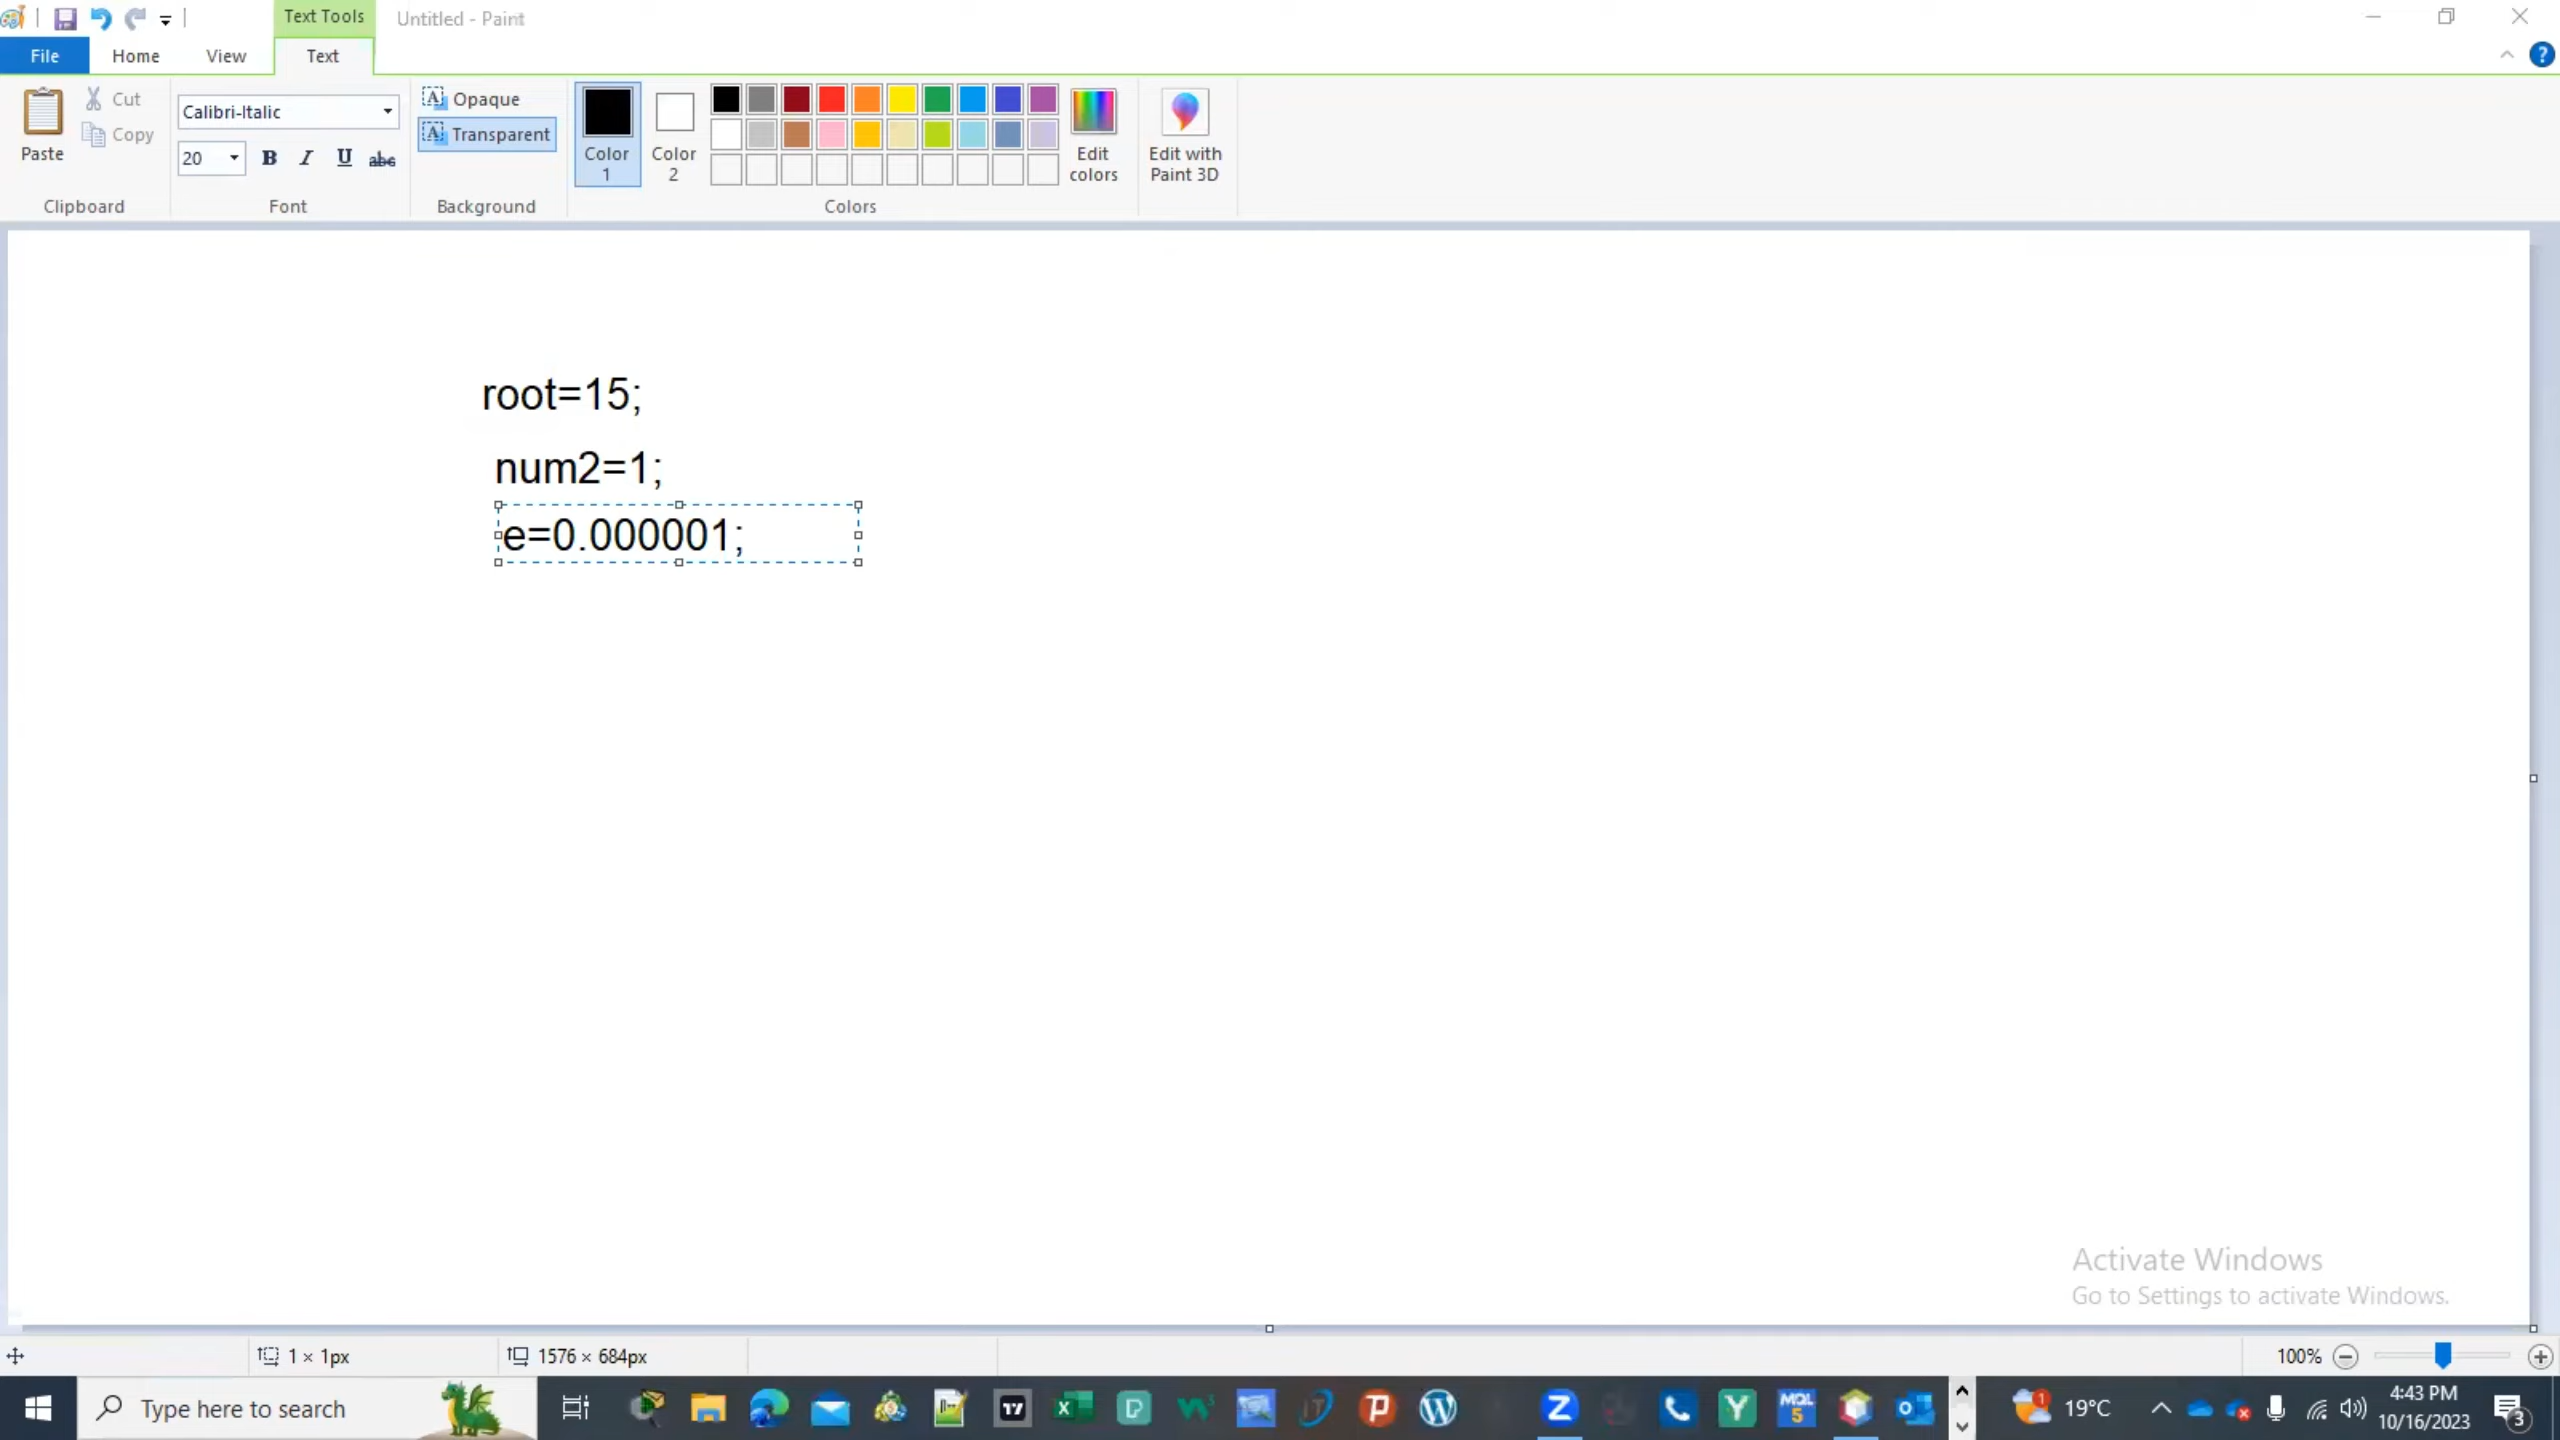 Text Tools
Untitled - Paint
File
Home
View
Text
Paste
Cut
Copy
Clipboard
Calibri-Italic
20
B
I
U
abc
Font
Opaque
Transparent
Background
Color
1
Color
2
Edit
colors
Colors
Edit with
Paint 3D
root=15;
num2=1;
e=0.000001;
Activate Windows
Go to Settings to activate Windows.
1 × 1px
1576 × 684px
100%
Type here to search
19°C
4:43 PM
10/16/2023
3